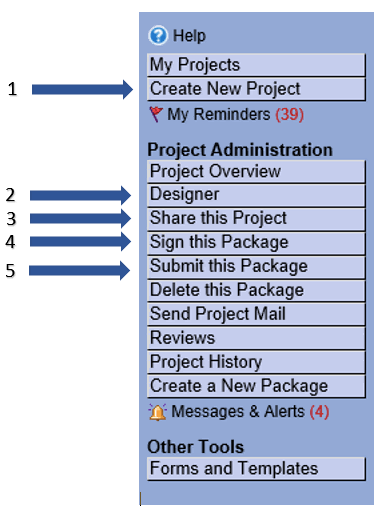 Help
My Projects
1 Create New Project
My Reminders (39)
Project Administration
Project Overview
2 Designer
3 Share this Project
4 Sign this Package
5 Submit this Package
Delete this Package
Send Project Mail
Reviews
Project History
Create a New Package
Messages & Alerts (4)
Other Tools
Forms and Templates